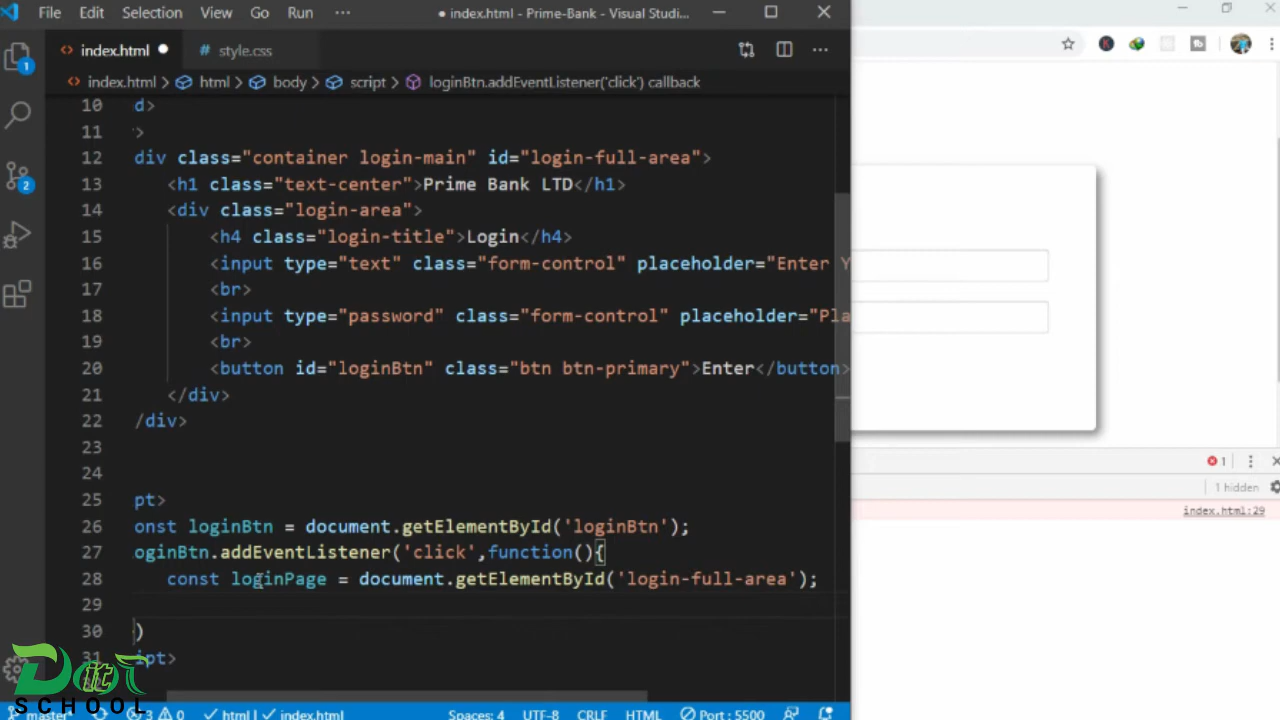 File Edit Selection View Go Run ··· ● index.html - Prime-Bank - Visual Studi...
index.html ● # style.css
index.html > html > body > script > loginBtn.addEventListener('click') callback
10 d>
11 >
12 div class="container login-main" id="login-full-area">
13 <h1 class="text-center">Prime Bank LTD</h1>
14 <div class="login-area">
15 <h4 class="login-title">Login</h4>
16 <input type="text" class="form-control" placeholder="Enter Y
17 <br>
18 <input type="password" class="form-control" placeholder="Pla
19 <br>
20 <button id="loginBtn" class="btn btn-primary">Enter</button>
21 </div>
22 /div>
23
24
25 pt>
26 onst loginBtn = document.getElementById('loginBtn');
27 oginBtn.addEventListener('click',function(){
28 const loginPage = document.getElementById('login-full-area');
29
30 )
31 ipt>
1
2
1
1 hidden
index.html:29
Dot it
SCHOOL
master* 3 0 html | index.html Spaces: 4 UTF-8 CRLF HTML Port : 5500